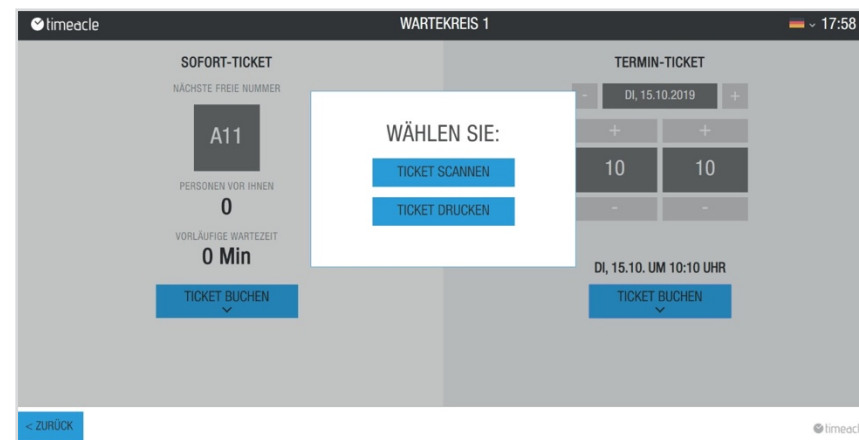 timeacle
WARTEKREIS 1
17:58
SOFORT-TICKET
NÄCHSTE FREIE NUMMER
A11
PERSONEN VOR IHNEN
0
VORLÄUFIGE WARTEZEIT
0 Min
TICKET BUCHEN
WÄHLEN SIE:
TICKET SCANNEN
TICKET DRUCKEN
TERMIN-TICKET
- DI, 15.10.2019 +
+ +
10 10
- -
DI, 15.10. UM 10:10 UHR
TICKET BUCHEN
< ZURÜCK
timeacl